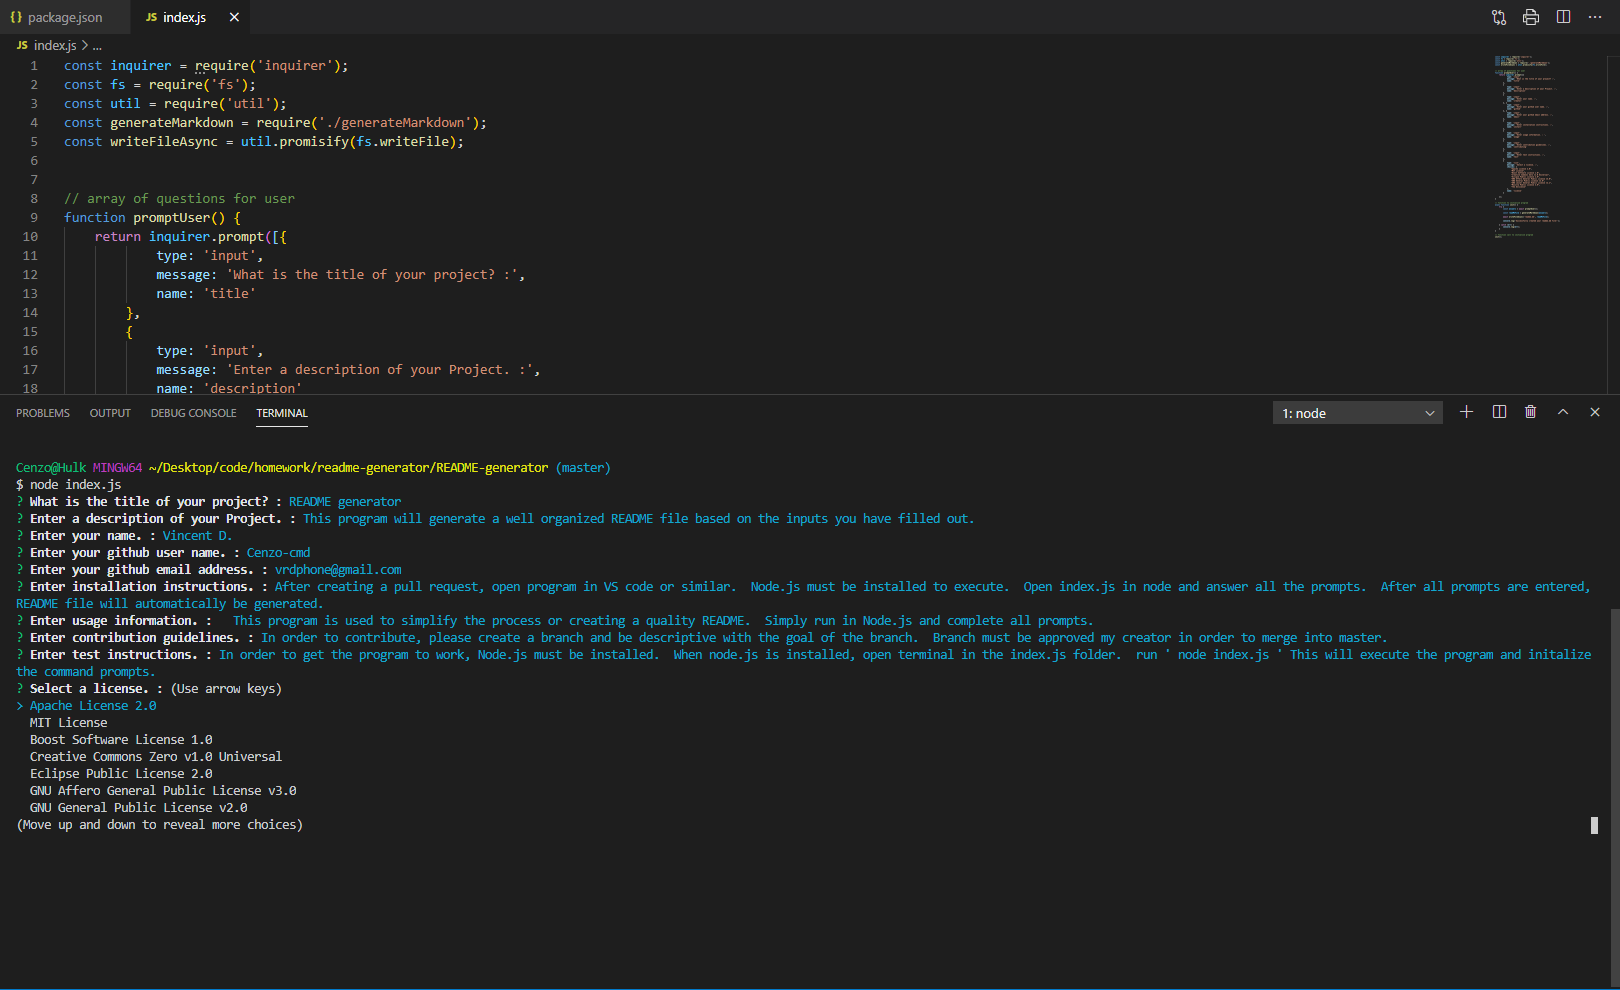 {} package.json JS index.js ✕
JS index.js > ...
1 const inquirer = require('inquirer');
2 const fs = require('fs');
3 const util = require('util');
4 const generateMarkdown = require('./generateMarkdown');
5 const writeFileAsync = util.promisify(fs.writeFile);
6
7
8 // array of questions for user
9 function promptUser() {
10 return inquirer.prompt([{
11 type: 'input',
12 message: 'What is the title of your project? :',
13 name: 'title'
14 },
15 {
16 type: 'input',
17 message: 'Enter a description of your Project. :',
18 name: 'description'
PROBLEMS OUTPUT DEBUG CONSOLE TERMINAL 1: node
Cenzo@Hulk MINGW64 ~/Desktop/code/homework/readme-generator/README-generator (master)
$ node index.js
? What is the title of your project? : README generator
? Enter a description of your Project. : This program will generate a well organized README file based on the inputs you have filled out.
? Enter your name. : Vincent D.
? Enter your github user name. : Cenzo-cmd
? Enter your github email address. : vrdphone@gmail.com
? Enter installation instructions. : After creating a pull request, open program in VS code or similar.  Node.js must be installed to execute.  Open index.js in node and answer all the prompts.  After all prompts are entered,
README file will automatically be generated.
? Enter usage information. :   This program is used to simplify the process or creating a quality README.  Simply run in Node.js and complete all prompts.
? Enter contribution guidelines. : In order to contribute, please create a branch and be descriptive with the goal of the branch.  Branch must be approved my creator in order to merge into master.
? Enter test instructions. : In order to get the program to work, Node.js must be installed.  When node.js is installed, open terminal in the index.js folder.  run ' node index.js ' This will execute the program and initalize
the command prompts.
? Select a license. : (Use arrow keys)
> Apache License 2.0
MIT License
Boost Software License 1.0
Creative Commons Zero v1.0 Universal
Eclipse Public License 2.0
GNU Affero General Public License v3.0
GNU General Public License v2.0
(Move up and down to reveal more choices)